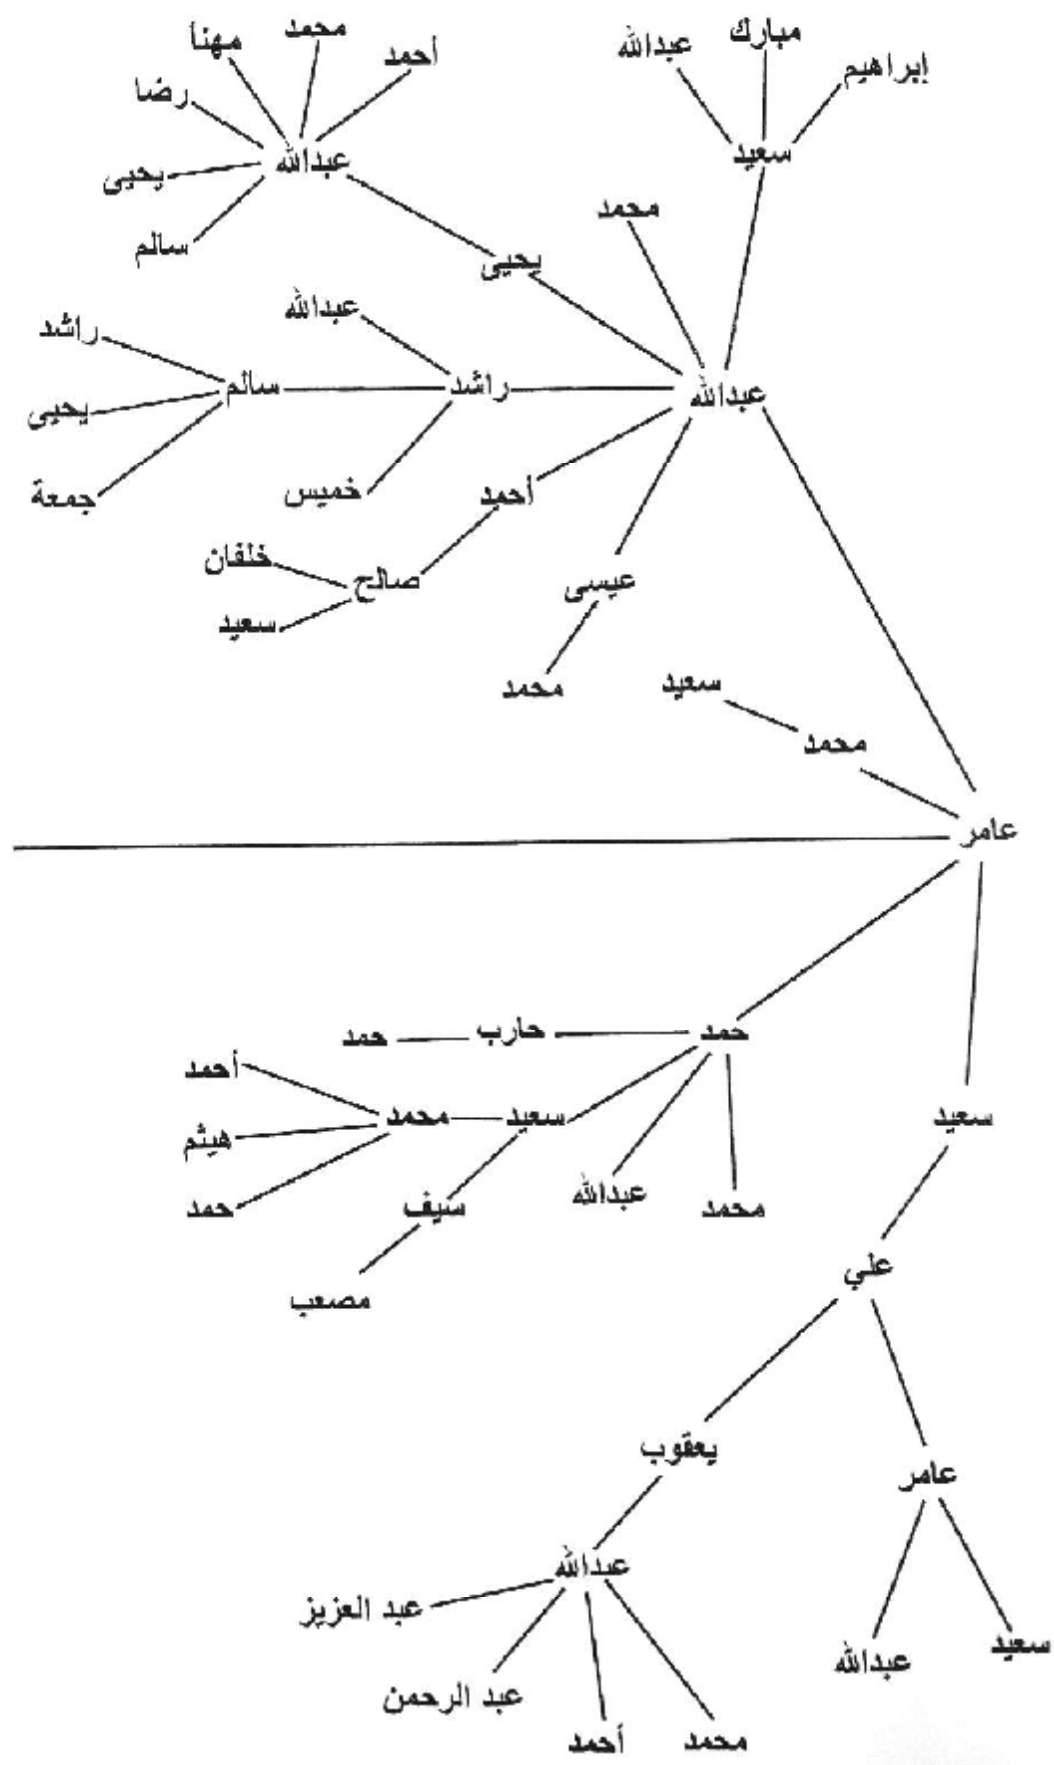 مهنأ
محمد
أحمد
رضا
يحيى
سالم
عبدالله
عبدالله
مبارك
إبراهيم
سعيد
محمد
يحيى
عبدالله
راشد
سالم
راشد
يحيى
جمعة
خميس
عبدالله
أحمد
صالح
خلفان
سعيد
عيسى
محمد
سعيد
محمد
عامر
حمد
حارب
حمد
سعيد
محمد
أحمد
هيثم
حمد
سيف
مصعب
عبدالله
محمد
سعيد
علي
يعقوب
عامر
عبدالله
عبد العزيز
عبد الرحمن
أحمد
محمد
عبدالله
سعيد